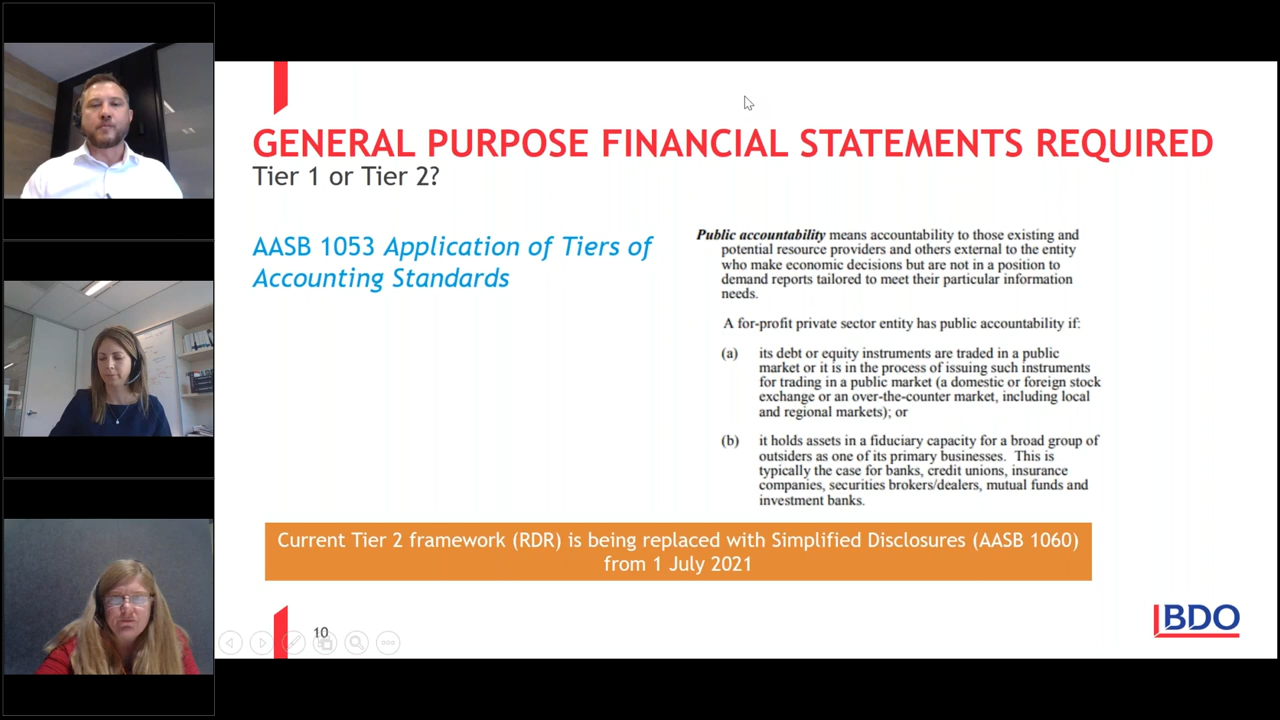 GENERAL PURPOSE FINANCIAL STATEMENTS REQUIRED
Tier 1 or Tier 2?
AASB 1053 Application of Tiers of
Accounting Standards
Public accountability means accountability to those existing and
potential resource providers and others external to the entity
who make economic decisions but are not in a position to
demand reports tailored to meet their particular information
needs.
A for-profit private sector entity has public accountability if:
(a) its debt or equity instruments are traded in a public
market or it is in the process of issuing such instruments
for trading in a public market (a domestic or foreign stock
exchange or an over-the-counter market, including local
and regional markets); or
(b) it holds assets in a fiduciary capacity for a broad group of
outsiders as one of its primary businesses. This is
typically the case for banks, credit unions, insurance
companies, securities brokers/dealers, mutual funds and
investment banks.
Current Tier 2 framework (RDR) is being replaced with Simplified Disclosures (AASB 1060)
from 1 July 2021
10
BDO